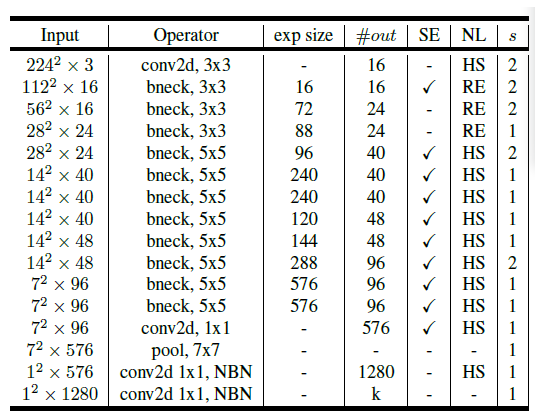 Input Operator exp size #out SE NL s
224² × 3 conv2d, 3x3 - 16 - HS 2
112² × 16 bneck, 3x3 16 16 ✓ RE 2
56² × 16 bneck, 3x3 72 24 - RE 2
28² × 24 bneck, 3x3 88 24 - RE 1
28² × 24 bneck, 5x5 96 40 ✓ HS 2
14² × 40 bneck, 5x5 240 40 ✓ HS 1
14² × 40 bneck, 5x5 240 40 ✓ HS 1
14² × 40 bneck, 5x5 120 48 ✓ HS 1
14² × 48 bneck, 5x5 144 48 ✓ HS 1
14² × 48 bneck, 5x5 288 96 ✓ HS 2
7² × 96 bneck, 5x5 576 96 ✓ HS 1
7² × 96 bneck, 5x5 576 96 ✓ HS 1
7² × 96 conv2d, 1x1 - 576 ✓ HS 1
7² × 576 pool, 7x7 - - - - 1
1² × 576 conv2d 1x1, NBN - 1280 - HS 1
1² × 1280 conv2d 1x1, NBN - k - - 1